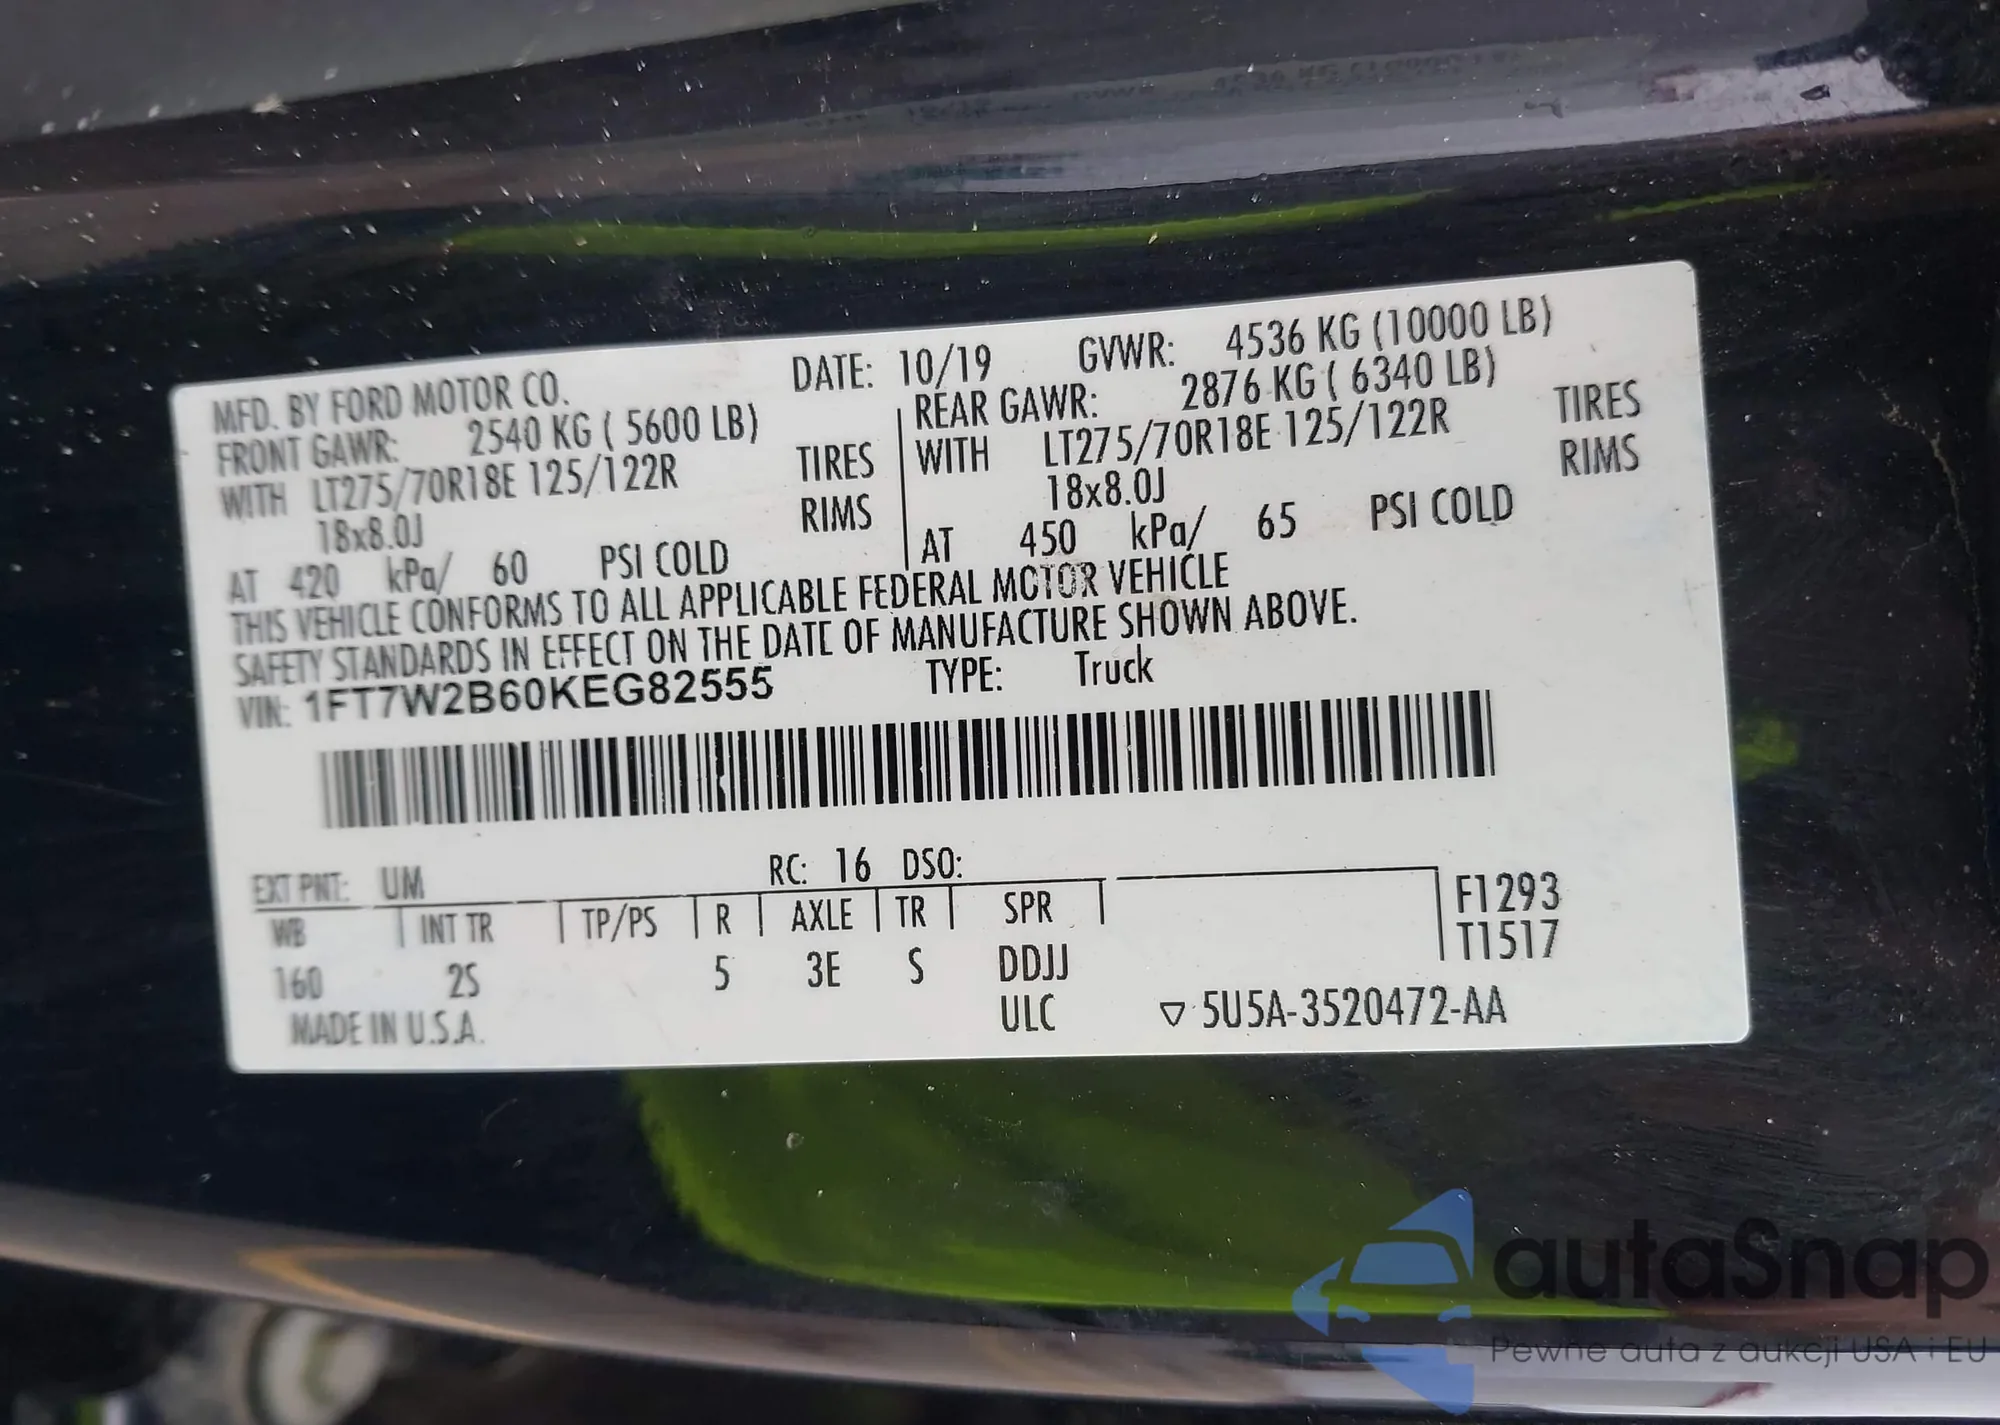 MFD. BY FORD MOTOR CO. DATE: 10/19 GVWR: 4536 KG (10000 LB)
FRONT GAWR: 2540 KG ( 5600 LB) REAR GAWR: 2876 KG ( 6340 LB)
WITH LT275/70R18E 125/122R TIRES WITH LT275/70R18E 125/122R TIRES
18x8.0J RIMS 18x8.0J RIMS
AT 420 kPa/ 60 PSI COLD AT 450 kPa/ 65 PSI COLD
THIS VEHICLE CONFORMS TO ALL APPLICABLE FEDERAL MOTOR VEHICLE
SAFETY STANDARDS IN EFFECT ON THE DATE OF MANUFACTURE SHOWN ABOVE.
VIN: 1FT7W2B60KEG82555 TYPE: Truck
EXT PNT: UM RC: 16 DSO:
WB INT TR TP/PS R AXLE TR SPR F1293
T1517
160 2S 5 3E S DDJJ
MADE IN U.S.A. ULC ▽ 5U5A-3520472-AA
autaSnap
Pewne auta z aukcji USA i EU